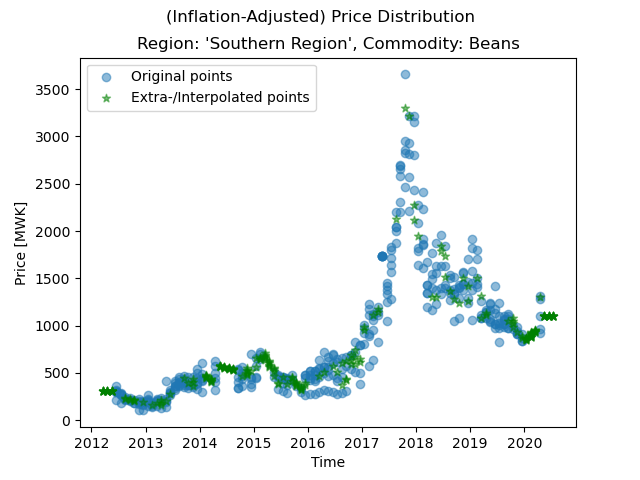 (Inflation-Adjusted) Price Distribution
Region: 'Southern Region', Commodity: Beans
Original points
Extra-/Interpolated points
Price [MWK]
3500
3000
2500
2000
1500
1000
500
0
2012 2013 2014 2015 2016 2017 2018 2019 2020
Time